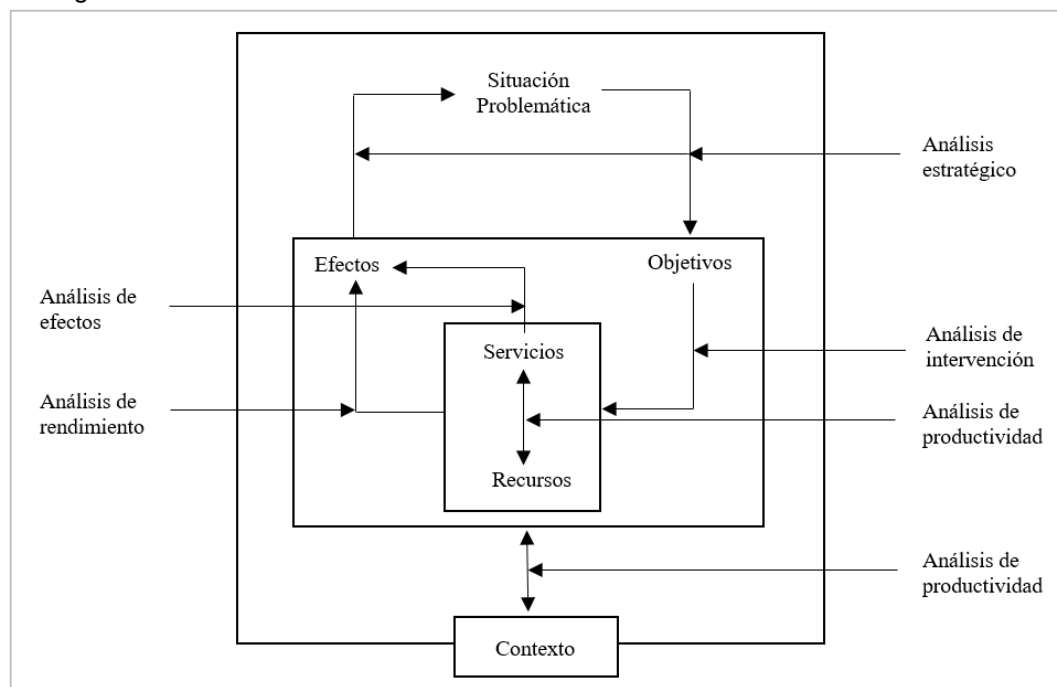 Situación
Problemática
Análisis
estratégico
Efectos
Objetivos
Análisis de
efectos
Servicios
Análisis de
intervención
Análisis de
rendimiento
Análisis de
productividad
Recursos
Análisis de
productividad
Contexto